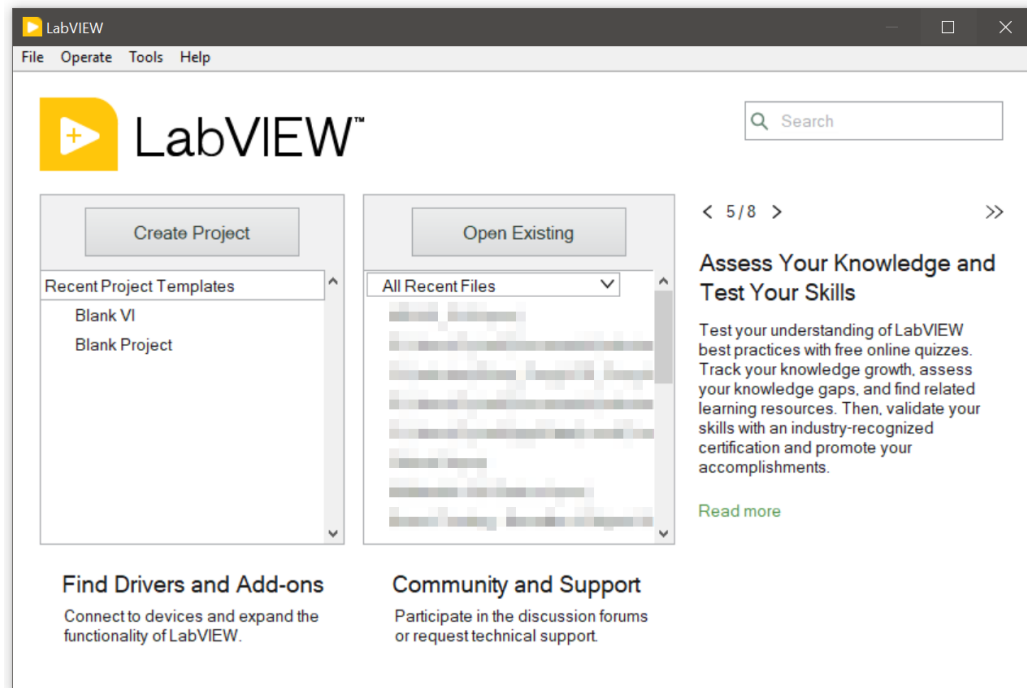 LabVIEW
File Operate Tools Help
LabVIEW™
Search
Create Project
Recent Project Templates
Blank VI
Blank Project
Open Existing
All Recent Files
5/8
Assess Your Knowledge and
Test Your Skills
Test your understanding of LabVIEW
best practices with free online quizzes.
Track your knowledge growth, assess
your knowledge gaps, and find related
learning resources. Then, validate your
skills with an industry-recognized
certification and promote your
accomplishments.
Read more
Find Drivers and Add-ons
Connect to devices and expand the
functionality of LabVIEW.
Community and Support
Participate in the discussion forums
or request technical support.